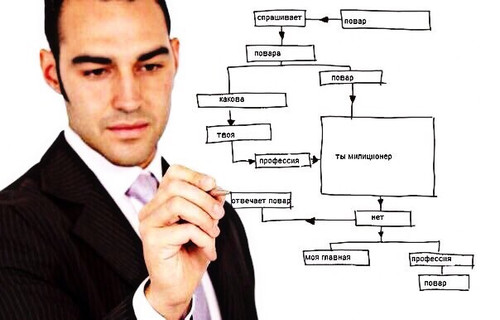 спрашивает
повар
повара
повар
какова
твоя
профессия
ты милиционер
отвечает повар
нет
моя главная
профессия
повар